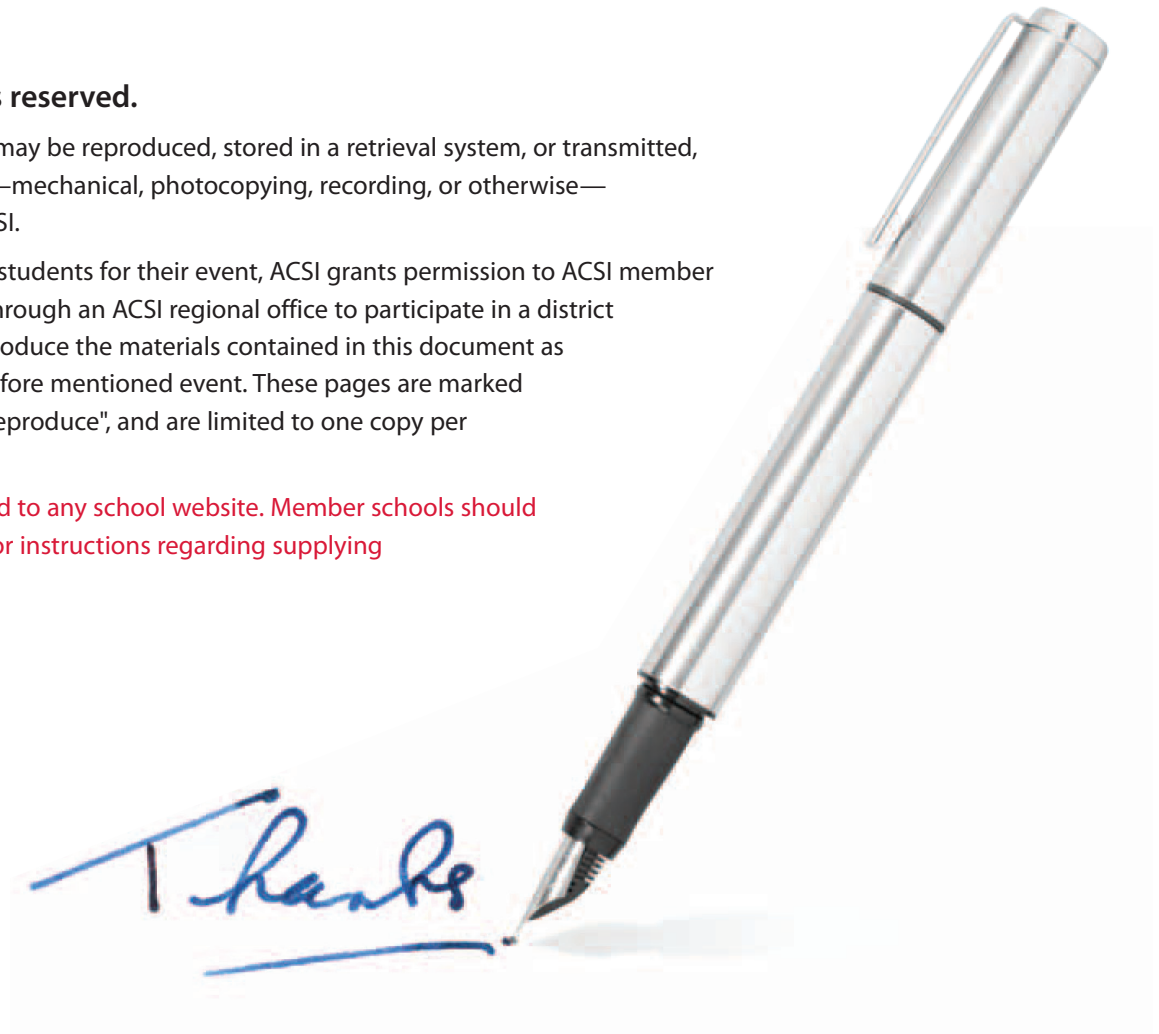 s reserved.
may be reproduced, stored in a retrieval system, or transmitted,
–mechanical, photocopying, recording, or otherwise—
SI.
students for their event, ACSI grants permission to ACSI member
hrough an ACSI regional office to participate in a district
roduce the materials contained in this document as
fore mentioned event. These pages are marked
eproduce", and are limited to one copy per
d to any school website. Member schools should
or instructions regarding supplying
Thanks